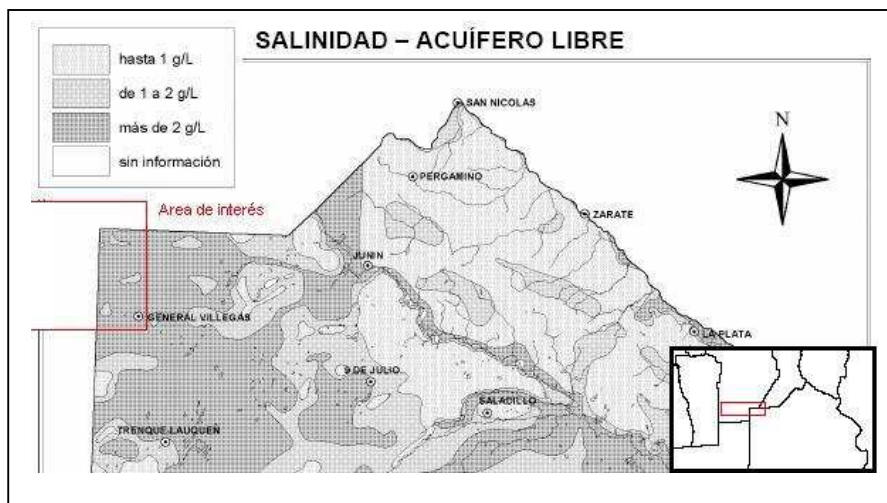 SALINIDAD – ACUÍFERO LIBRE
hasta 1 g/L
de 1 a 2 g/L
más de 2 g/L
sin información
Area de interés
N
SAN NICOLAS
PERGAMINO
ZARATE
JUNIN
GENERAL VILLEGAS
LA PLATA
9 DE JULIO
SALADILLO
TRENQUE LAUQUEN